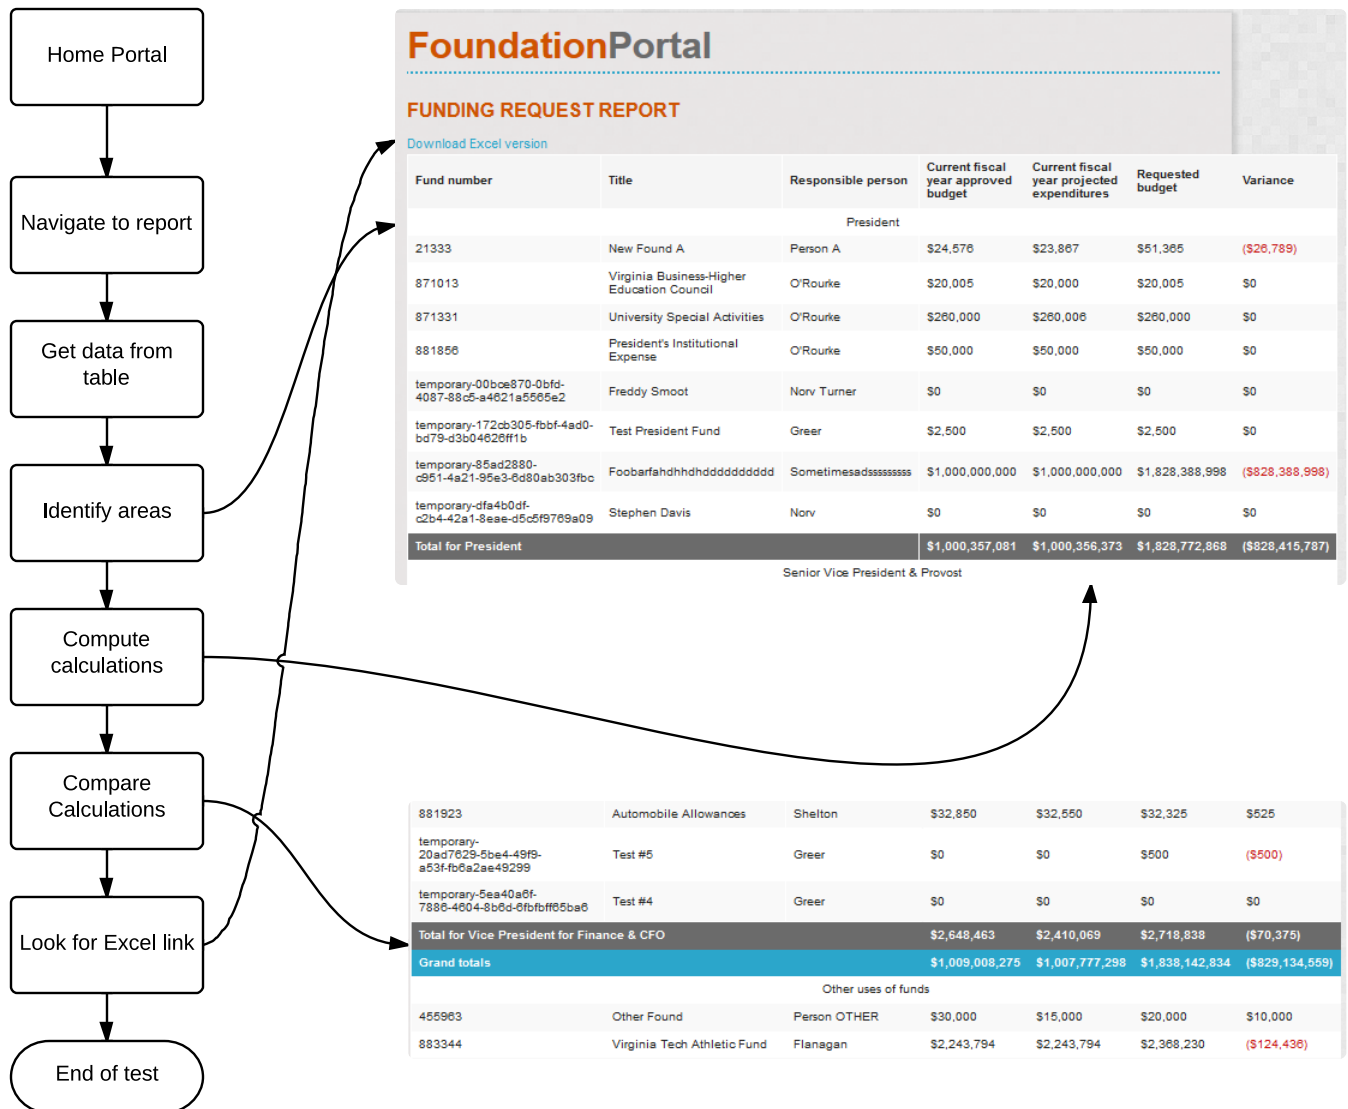 Home Portal
Navigate to report
Get data from
table
Identify areas
Compute
calculations
Compare
Calculations
Look for Excel link
End of test
FoundationPortal
FUNDING REQUEST REPORT
Download Excel version
Fund number Title Responsible person Current fiscal year approved budget Current fiscal year projected expenditures Requested budget Variance
President
21333 New Found A Person A $24,576 $23,867 $51,365 ($26,789)
871013 Virginia Business-Higher Education Council O'Rourke $20,005 $20,000 $20,005 $0
871331 University Special Activities O'Rourke $260,000 $260,006 $260,000 $0
881856 President's Institutional Expense O'Rourke $50,000 $50,000 $50,000 $0
temporary-00bce870-0bfd-4087-88c5-a4621a5565e2 Freddy Smoot Norv Turner $0 $0 $0 $0
temporary-172cb305-fbbf-4ad0-bd79-d3b04626ff1b Test President Fund Greer $2,500 $2,500 $2,500 $0
temporary-85ad2880-c951-4a21-95e3-6d80ab303fbc Foobarfahdhhdhdddddddddd Sometimesadsssssssss $1,000,000,000 $1,000,000,000 $1,828,388,998 ($828,388,998)
temporary-dfa4b0df-c2b4-42a1-8eae-d5c5f9769a09 Stephen Davis Norv $0 $0 $0 $0
Total for President $1,000,357,081 $1,000,356,373 $1,828,772,868 ($828,415,787)
Senior Vice President & Provost
881923 Automobile Allowances Shelton $32,850 $32,550 $32,325 $525
temporary-20ad7629-5be4-49f9-a53f-fb6a2ae49299 Test #5 Greer $0 $0 $500 ($500)
temporary-5ea40a6f-7886-4604-8b6d-6fbfbff65ba6 Test #4 Greer $0 $0 $0 $0
Total for Vice President for Finance & CFO $2,648,463 $2,410,069 $2,718,838 ($70,375)
Grand totals $1,009,008,275 $1,007,777,298 $1,838,142,834 ($829,134,559)
Other uses of funds
455963 Other Found Person OTHER $30,000 $15,000 $20,000 $10,000
883344 Virginia Tech Athletic Fund Flanagan $2,243,794 $2,243,794 $2,368,230 ($124,436)